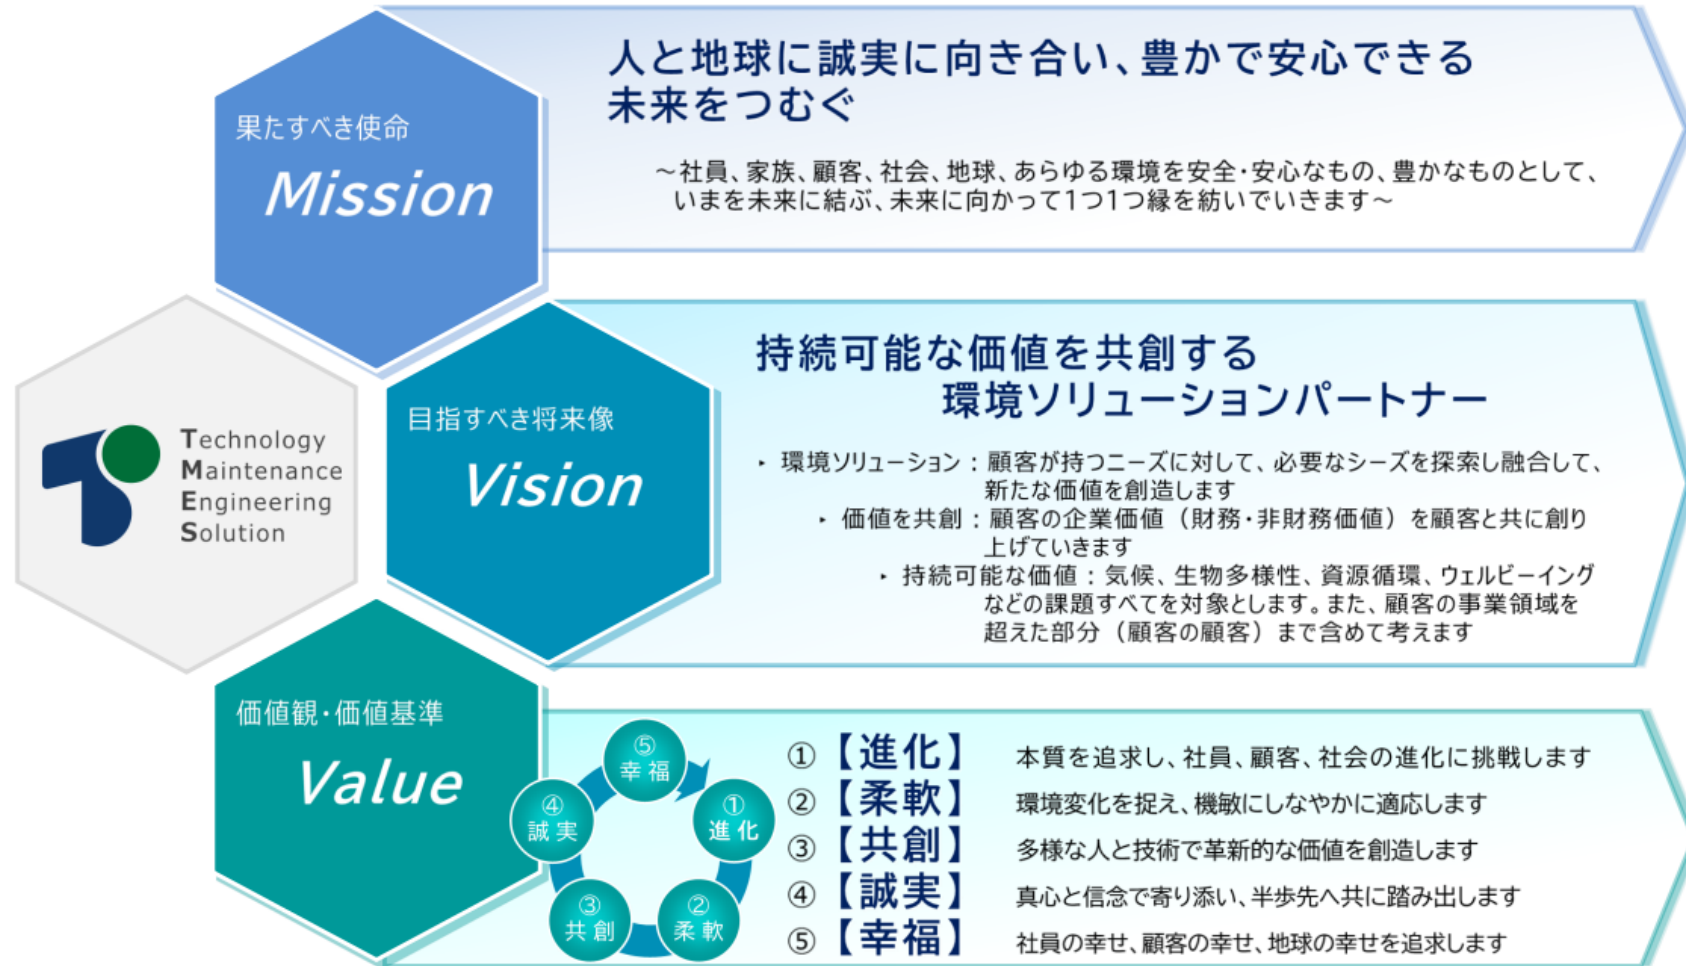 果たすべき使命
Mission
人と地球に誠実に向き合い、豊かで安心できる
未来をつむぐ
～社員、家族、顧客、社会、地球、あらゆる環境を安全・安心なもの、豊かなものとして、
いまを未来に結ぶ、未来に向かって1つ1つ縁を紡いでいきます～
Technology
Maintenance
Engineering
Solution
目指すべき将来像
Vision
持続可能な価値を共創する
環境ソリューションパートナー
‣ 環境ソリューション：顧客が持つニーズに対して、必要なシーズを探索し融合して、
新たな価値を創造します
‣ 価値を共創：顧客の企業価値（財務・非財務価値）を顧客と共に創り
上げていきます
‣ 持続可能な価値：気候、生物多様性、資源循環、ウェルビーイング
などの課題すべてを対象とします。また、顧客の事業領域を
超えた部分（顧客の顧客）まで含めて考えます
価値観・価値基準
Value
⑤
幸福
①
進化
②
柔軟
③
共創
④
誠実
①【進化】 本質を追求し、社員、顧客、社会の進化に挑戦します
②【柔軟】 環境変化を捉え、機敏にしなやかに適応します
③【共創】 多様な人と技術で革新的な価値を創造します
④【誠実】 真心と信念で寄り添い、半歩先へ共に踏み出します
⑤【幸福】 社員の幸せ、顧客の幸せ、地球の幸せを追求します